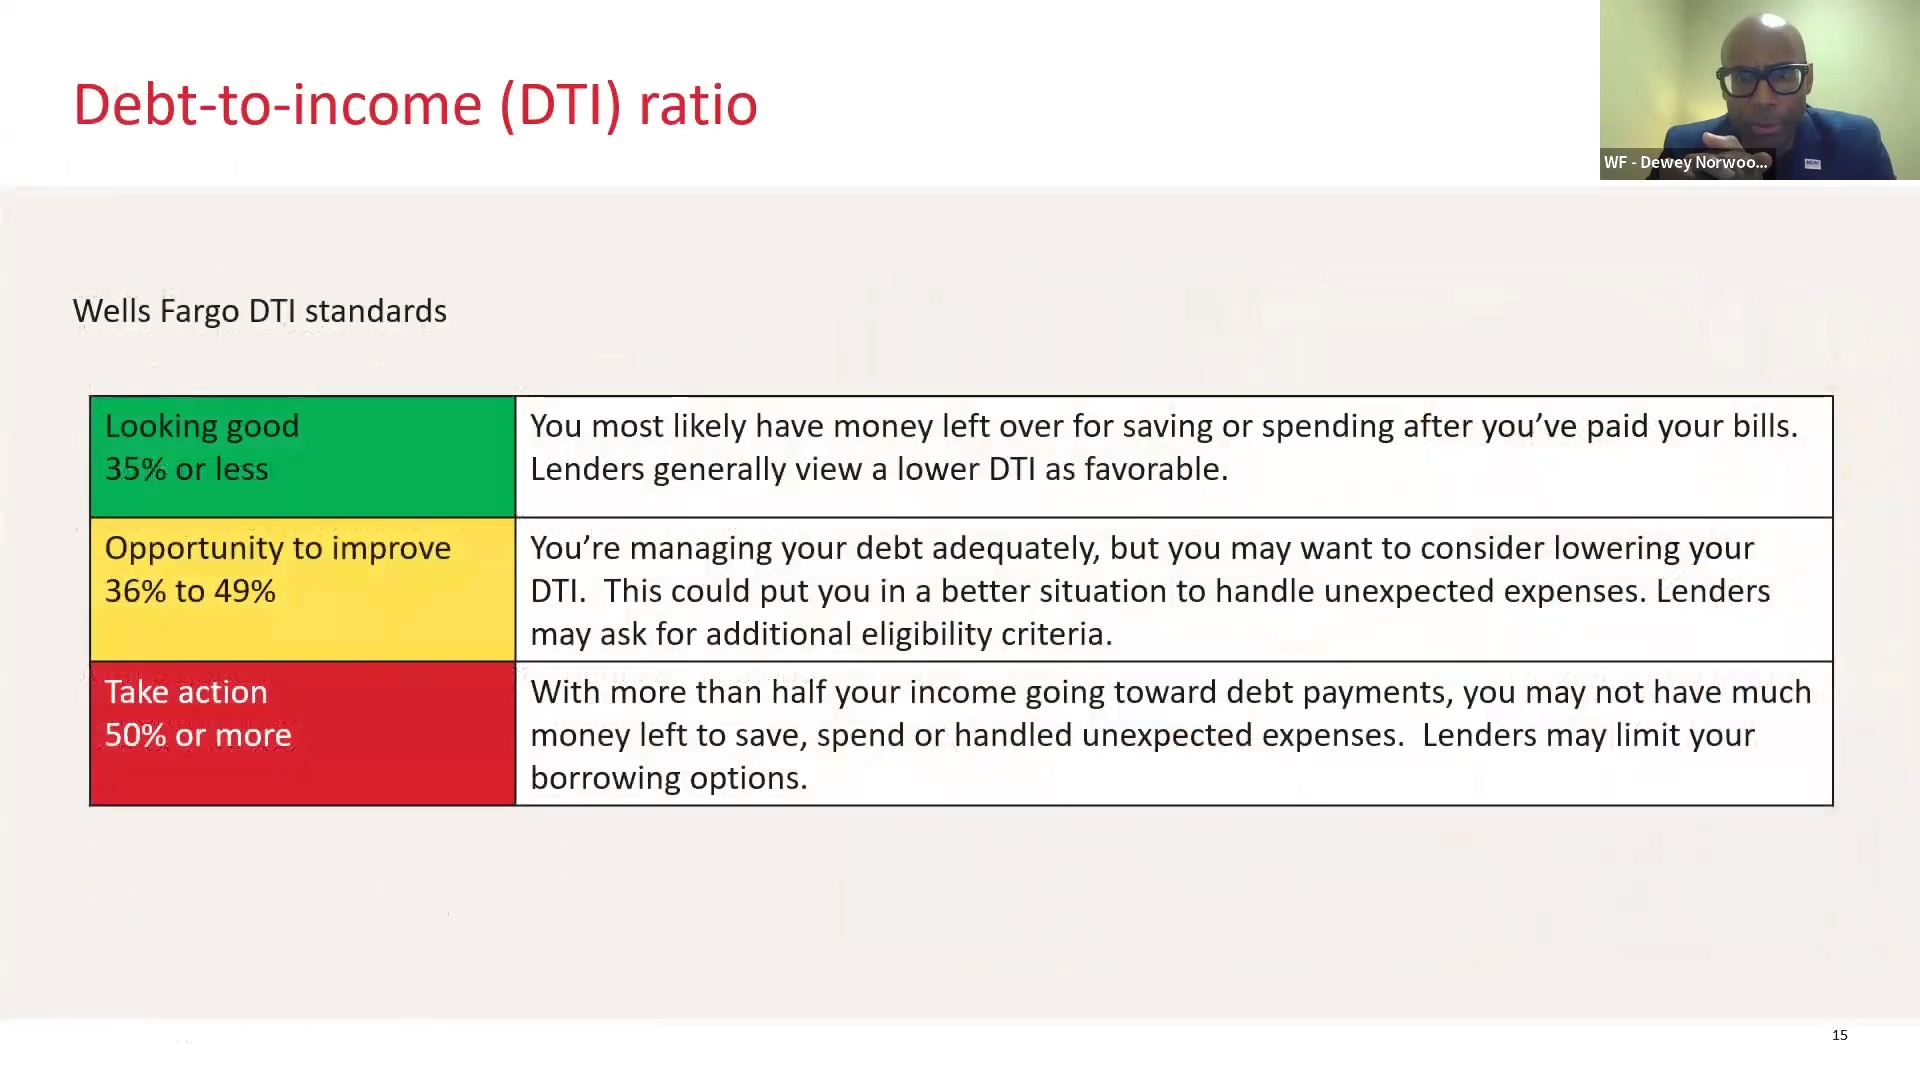 Debt-to-income (DTI) ratio
WF - Dewey Norwoo...
Wells Fargo DTI standards
Looking good
35% or less
You most likely have money left over for saving or spending after you’ve paid your bills.
Lenders generally view a lower DTI as favorable.
Opportunity to improve
36% to 49%
You’re managing your debt adequately, but you may want to consider lowering your
DTI.  This could put you in a better situation to handle unexpected expenses. Lenders
may ask for additional eligibility criteria.
Take action
50% or more
With more than half your income going toward debt payments, you may not have much
money left to save, spend or handled unexpected expenses.  Lenders may limit your
borrowing options.
15